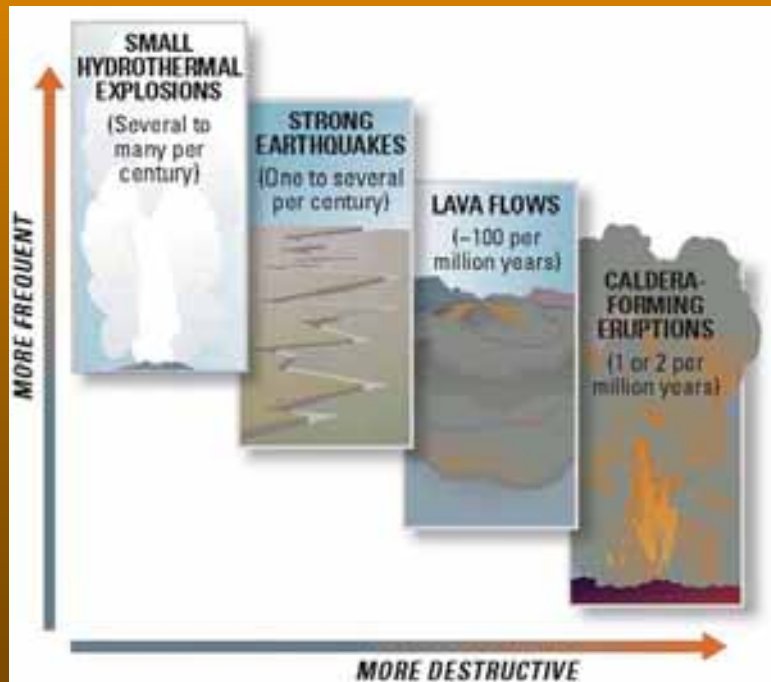 SMALL
HYDROTHERMAL
EXPLOSIONS
(Several to
many per
century)
STRONG
EARTHQUAKES
(One to several
per century)
LAVA FLOWS
(~100 per
million years)
CALDERA-
FORMING
ERUPTIONS
(1 or 2 per
million years)
MORE FREQUENT
MORE DESTRUCTIVE